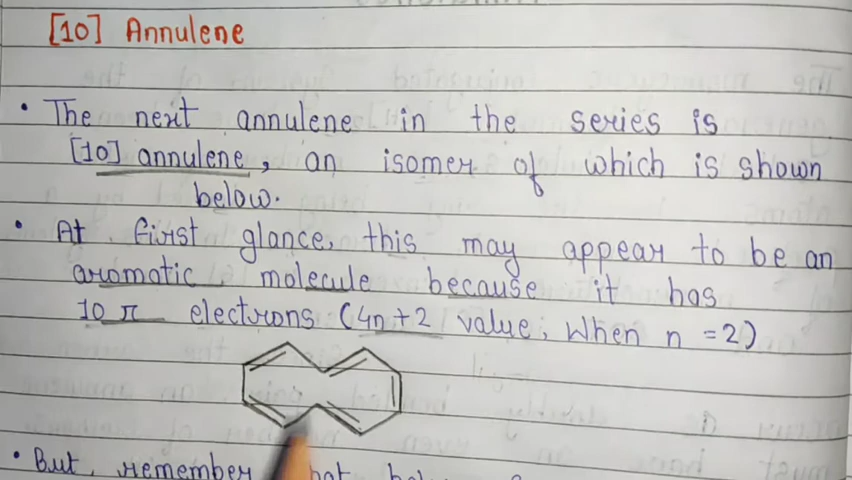 [10] Annulene
• The next annulene in the series is
[10] annulene, an isomer of which is shown
below.
• At first glance, this may appear to be an
aromatic molecule because it has
10 π electrons (4n+2 value, When n = 2)
• But, remember